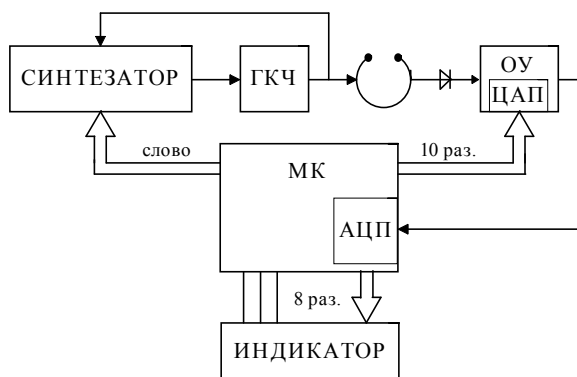 СИНТЕЗАТОР
ГКЧ
ОУ
ЦАП
слово
10 раз.
МК
АЦП
8 раз.
ИНДИКАТОР